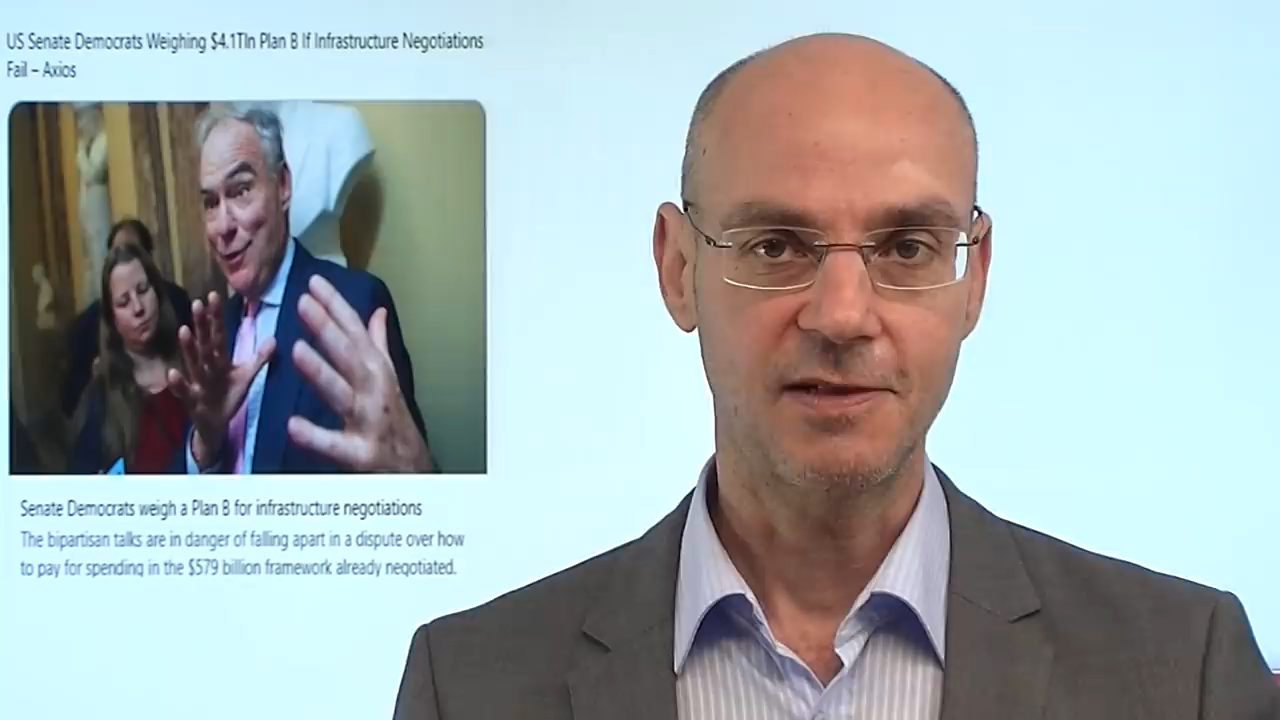 US Senate Democrats Weighing $4.1Tln Plan B If Infrastructure Negotiations
Fail – Axios
Senate Democrats weigh a Plan B for infrastructure negotiations
The bipartisan talks are in danger of falling apart in a dispute over how
to pay for spending in the $579 billion framework already negotiated.